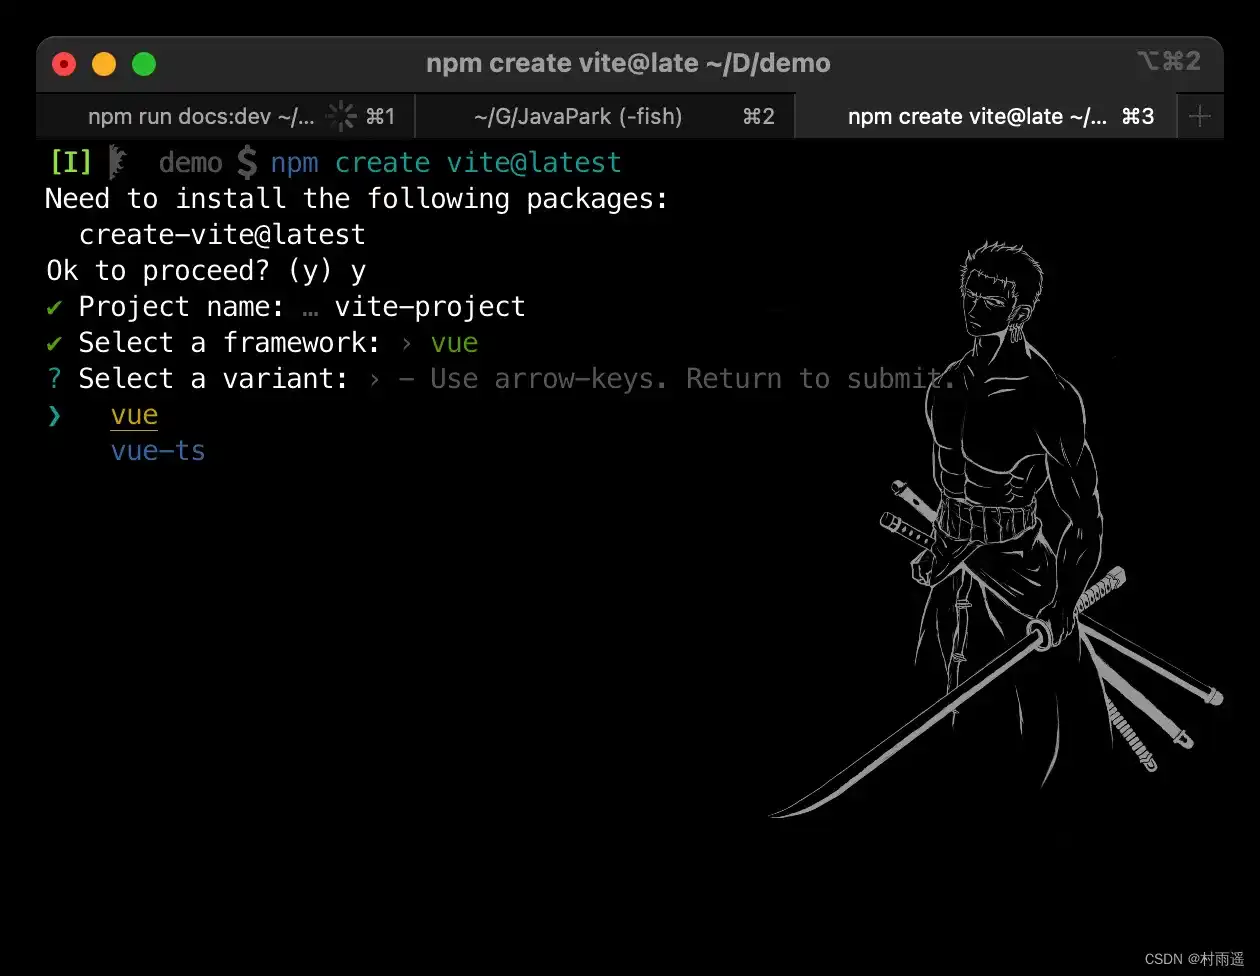 npm create vite@late ~/D/demo
⌥⌘2
npm run docs:dev ~/... ⌘1
~/G/JavaPark (-fish) ⌘2
npm create vite@late ~/... ⌘3
[I] demo $ npm create vite@latest
Need to install the following packages:
create-vite@latest
Ok to proceed? (y) y
✔ Project name: … vite-project
✔ Select a framework: › vue
? Select a variant: › - Use arrow-keys. Return to submit.
❯ vue
vue-ts
CSDN @村雨遥